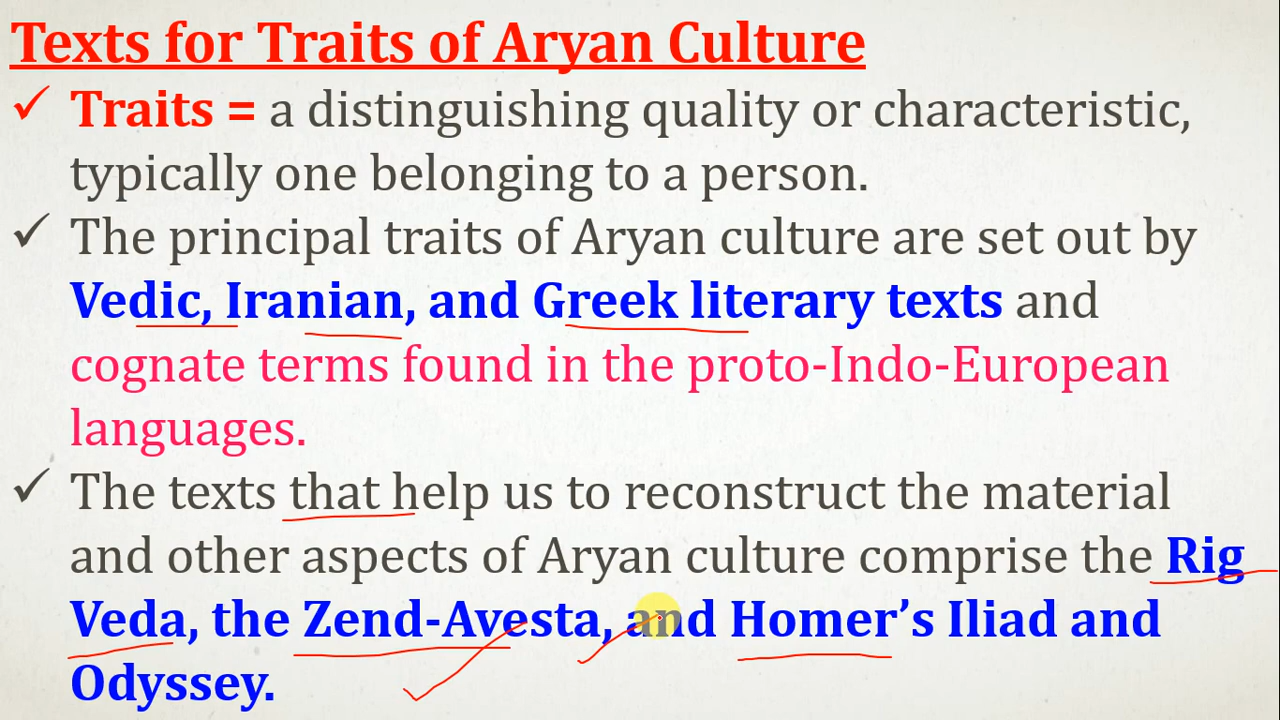 Texts for Traits of Aryan Culture
✓ Traits = a distinguishing quality or characteristic,
typically one belonging to a person.
✓ The principal traits of Aryan culture are set out by
Vedic, Iranian, and Greek literary texts and
cognate terms found in the proto-Indo-European
languages.
✓ The texts that help us to reconstruct the material
and other aspects of Aryan culture comprise the Rig
Veda, the Zend-Avesta, and Homer’s Iliad and
Odyssey.